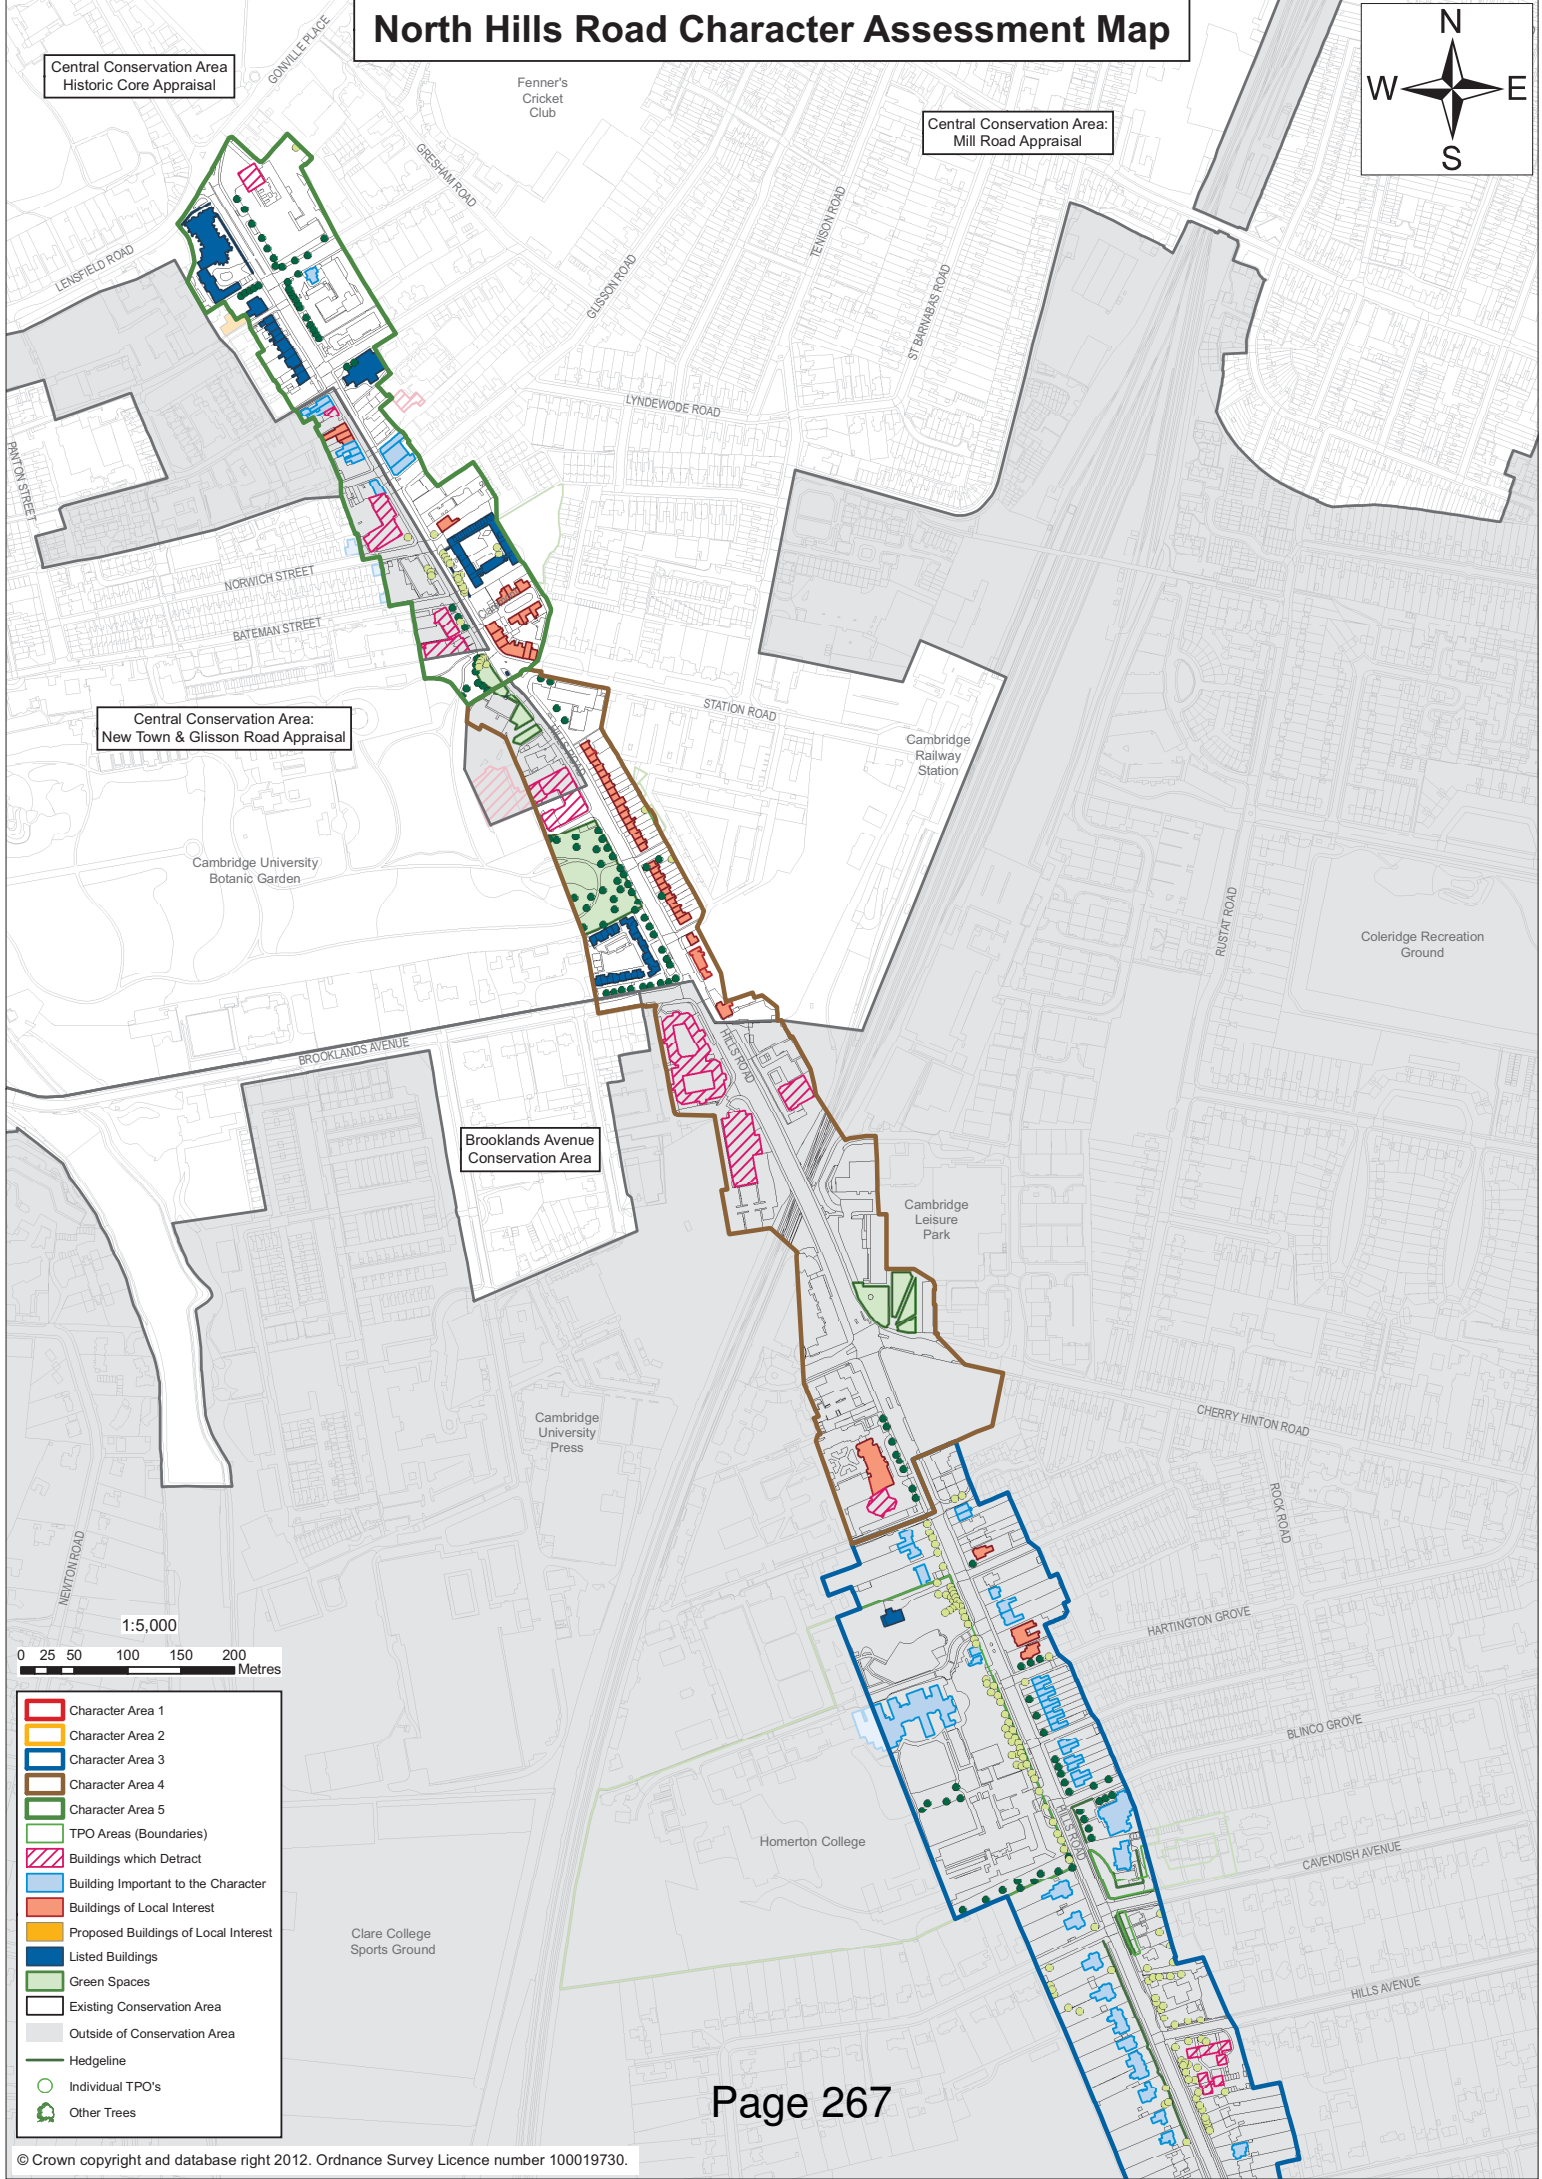 North Hills Road Character Assessment Map
N
W
E
S
Central Conservation Area
Historic Core Appraisal
GONVILLE PLACE
Fenner's
Cricket
Club
Central Conservation Area:
Mill Road Appraisal
GRESHAM ROAD
TENISON ROAD
LENSFIELD ROAD
GLISSON ROAD
ST BARNABAS ROAD
LYNDEWODE ROAD
PANTON STREET
NORWICH STREET
BATEMAN STREET
Central Conservation Area:
New Town & Glisson Road Appraisal
STATION ROAD
HILLS ROAD
Cambridge
Railway
Station
Cambridge University
Botanic Garden
RUSTAT ROAD
Coleridge Recreation
Ground
BROOKLANDS AVENUE
HILLS ROAD
Brooklands Avenue
Conservation Area
Cambridge
Leisure
Park
Cambridge
University
Press
CHERRY HINTON ROAD
ROCK ROAD
NEWTON ROAD
HARTINGTON GROVE
BLINCO GROVE
HILLS ROAD
Homerton College
CAVENDISH AVENUE
Clare College
Sports Ground
HILLS AVENUE
1:5,000
0 25 50 100 150 200
Metres
Character Area 1
Character Area 2
Character Area 3
Character Area 4
Character Area 5
TPO Areas (Boundaries)
Buildings which Detract
Building Important to the Character
Buildings of Local Interest
Proposed Buildings of Local Interest
Listed Buildings
Green Spaces
Existing Conservation Area
Outside of Conservation Area
Hedgeline
Individual TPO's
Other Trees
Page 267
© Crown copyright and database right 2012. Ordnance Survey Licence number 100019730.